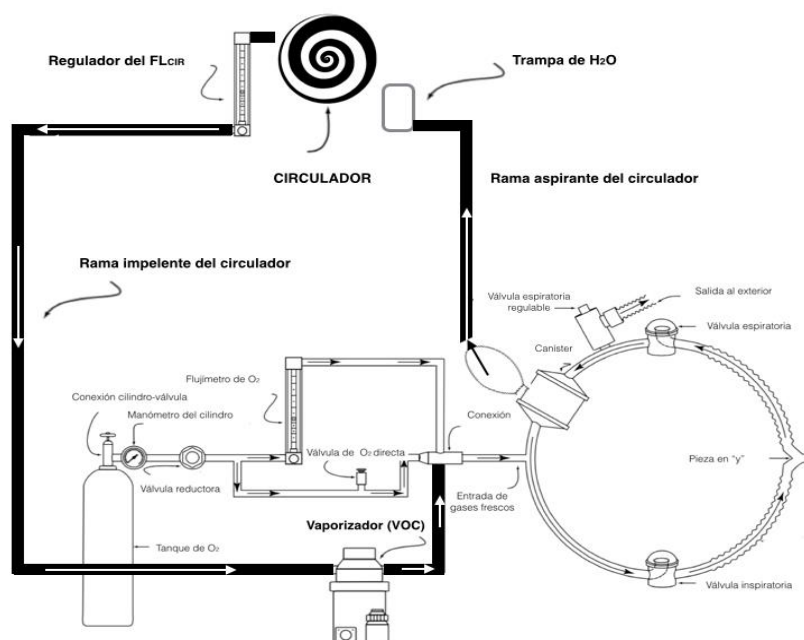 Regulador del FLCIR
Trampa de H2O
CIRCULADOR
Rama aspirante del circulador
Rama impelente del circulador
Válvula espiratoria
regulable
Salida al exterior
Válvula espiratoria
Canister
Flujímetro de O2
Conexión cilindro-válvula
Manómetro del cilindro
Conexión
Válvula de O2 directa
Pieza en "y"
Válvula reductora
Entrada de
gases frescos
Vaporizador (VOC)
Tanque de O2
Válvula inspiratoria